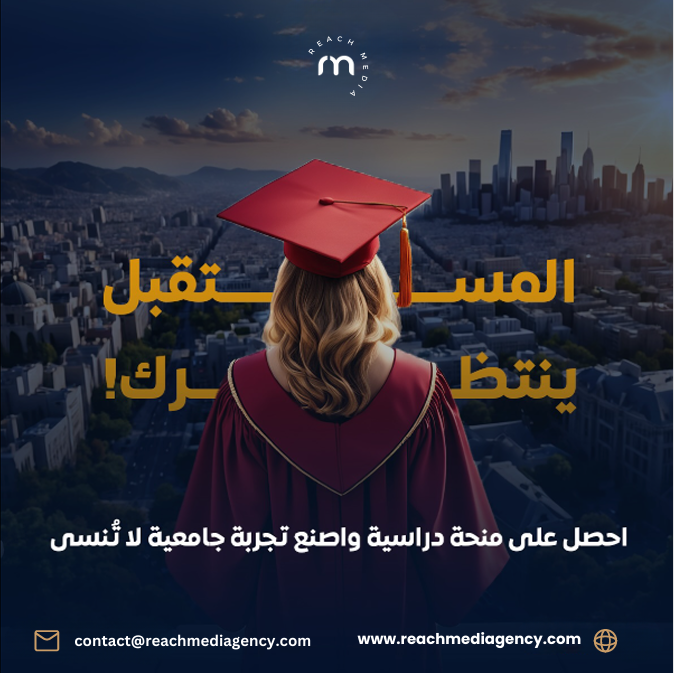 REACH MEDIA
rm
المستقبل
ينتظرك!
احصل على منحة دراسية واصنع تجربة جامعية لا تُنسى
contact@reachmediagency.com
www.reachmediagency.com